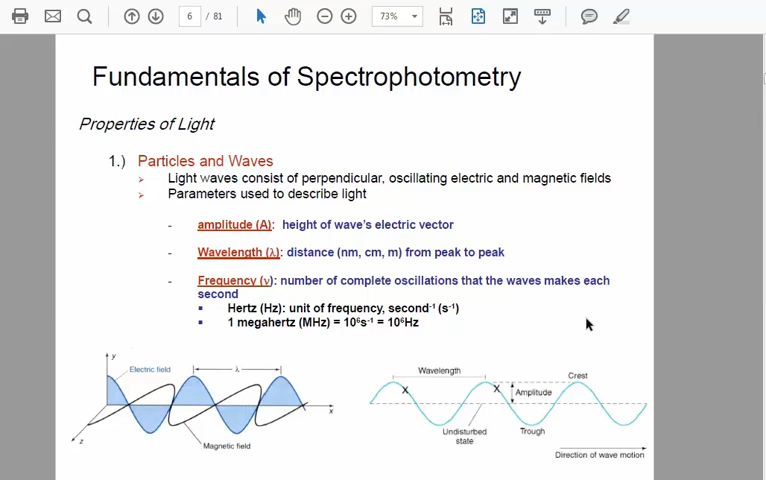 6 / 81
73%
Fundamentals of Spectrophotometry
Properties of Light
1.) Particles and Waves
Light waves consist of perpendicular, oscillating electric and magnetic fields
Parameters used to describe light
- amplitude (A): height of wave's electric vector
- Wavelength (λ): distance (nm, cm, m) from peak to peak
- Frequency (ν): number of complete oscillations that the waves makes each
second
Hertz (Hz): unit of frequency, second⁻¹ (s⁻¹)
1 megahertz (MHz) = 10⁶s⁻¹ = 10⁶Hz
y
Electric field
λ
x
z
Magnetic field
Wavelength
Crest
X
X
Amplitude
Undisturbed
state
Trough
Direction of wave motion